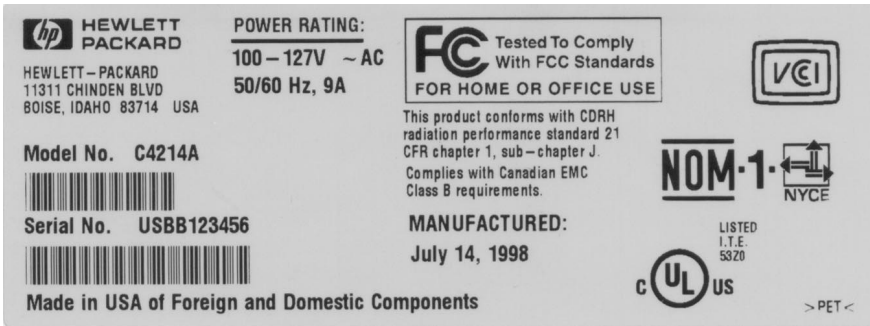 hp HEWLETT
PACKARD
HEWLETT-PACKARD
11311 CHINDEN BLVD
BOISE, IDAHO 83714 USA
Model No. C4214A
Serial No. USBB123456
Made in USA of Foreign and Domestic Components
POWER RATING:
100-127V ~ AC
50/60 Hz, 9A
FC Tested To Comply
With FCC Standards
FOR HOME OR OFFICE USE
This product conforms with CDRH
radiation performance standard 21
CFR chapter 1, sub-chapter J.
Complies with Canadian EMC
Class B requirements.
MANUFACTURED:
July 14, 1998
VCI
NOM·1·
NYCE
LISTED
I.T.E.
5320
C UL US
>PET<